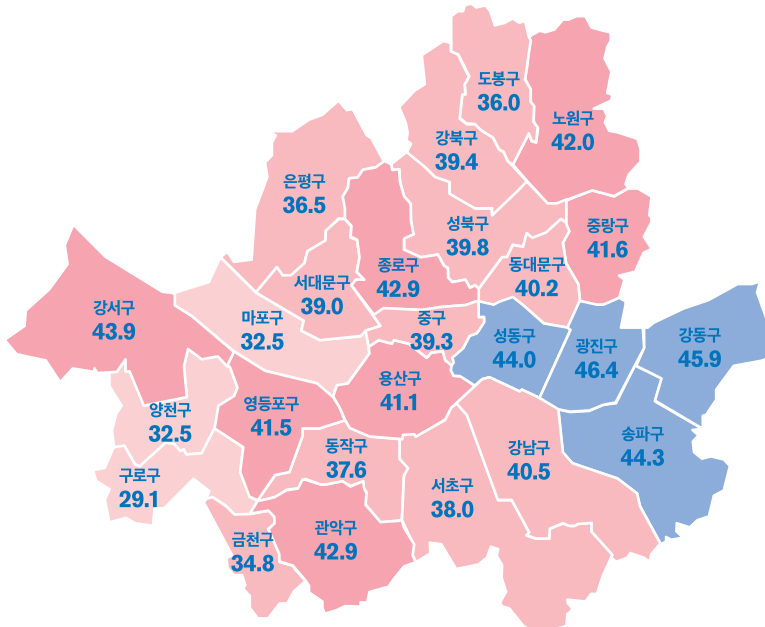 도봉구
36.0
노원구
42.0
강북구
39.4
은평구
36.5
성북구
39.8
중랑구
41.6
동대문구
40.2
종로구
42.9
서대문구
39.0
강서구
43.9
마포구
32.5
중구
39.3
성동구
44.0
광진구
46.4
강동구
45.9
용산구
41.1
양천구
32.5
영등포구
41.5
송파구
44.3
동작구
37.6
강남구
40.5
구로구
29.1
서초구
38.0
관악구
42.9
금천구
34.8